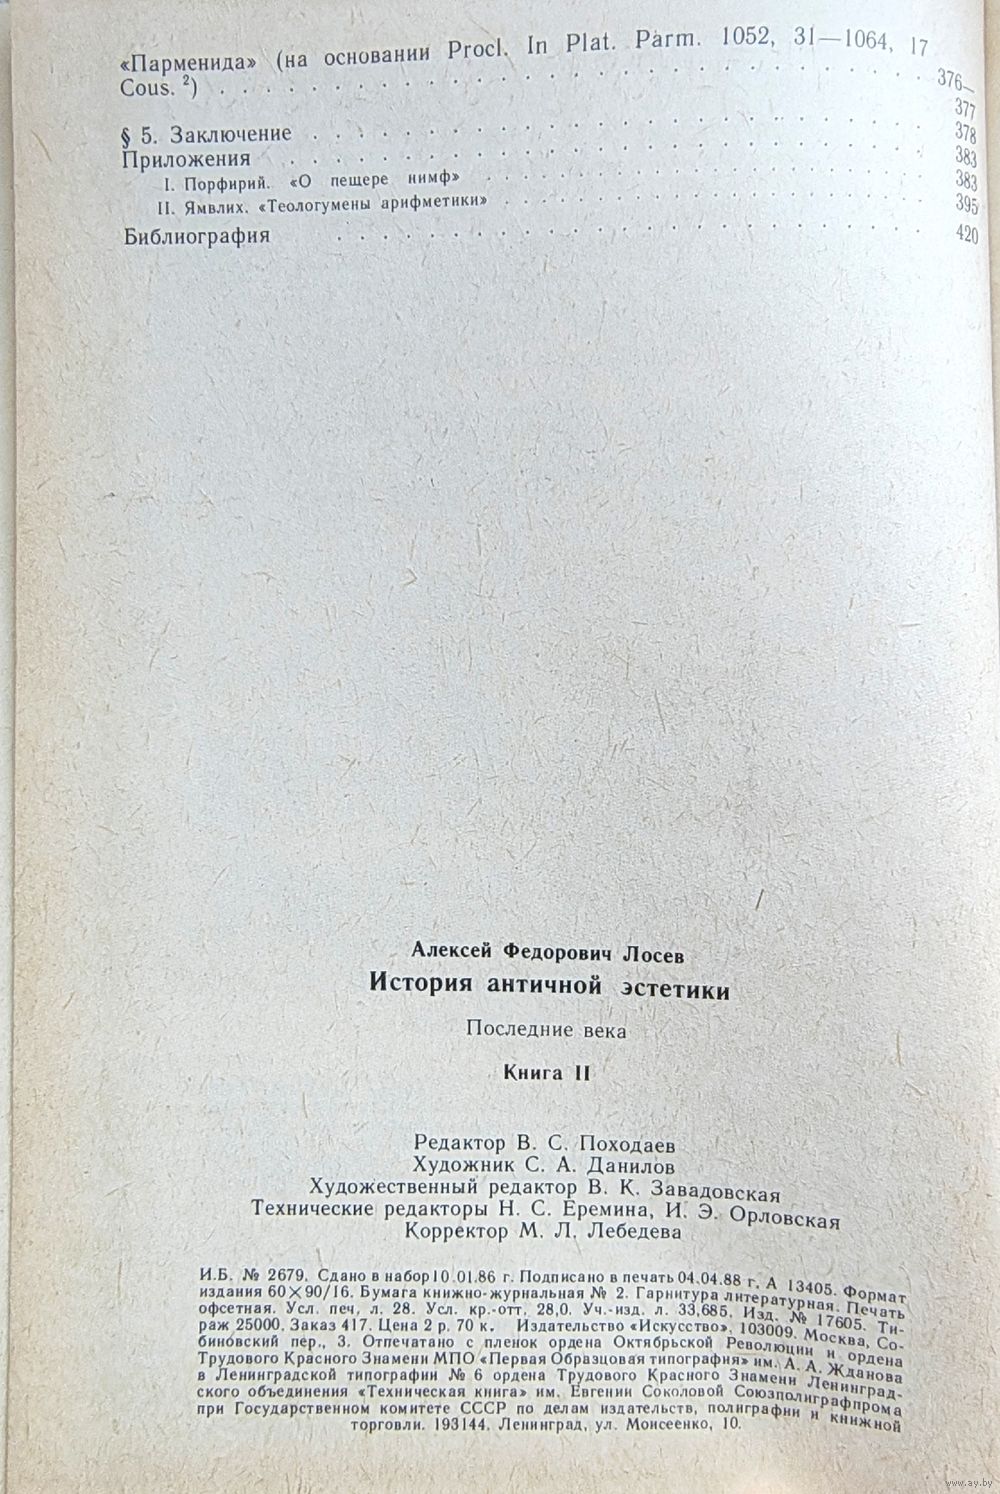 «Парменида» (на основании Procl. In Plat. Parm. 1052, 31—1064, 17
Cous. ²) . . . . . . . . . . . . . . . . . . . . . . 376—
377
§ 5. Заключение . . . . . . . . . . . . . . . . . . . . 378
Приложения . . . . . . . . . . . . . . . . . . . . . 383
I. Порфирий. «О пещере нимф» . . . . . . . . . . . . . . 383
II. Ямвлих. «Теологумены арифметики» . . . . . . . . . . . . . 395
Библиография . . . . . . . . . . . . . . . . . . . 420
Алексей Федорович Лосев
История античной эстетики
Последние века
Книга II
Редактор В. С. Походаев
Художник С. А. Данилов
Художественный редактор В. К. Завадовская
Технические редакторы Н. С. Еремина, И. Э. Орловская
Корректор М. Л. Лебедева
И.Б. № 2679. Сдано в набор 10.01.86 г. Подписано в печать 04.04.88 г. А 13405. Формат
издания 60×90/16. Бумага книжно-журнальная № 2. Гарнитура литературная. Печать
офсетная. Усл. печ. л. 28. Усл. кр.-отт. 28,0. Уч.-изд. л. 33,685. Изд. № 17605. Ти-
раж 25000. Заказ 417. Цена 2 р. 70 к. Издательство «Искусство», 103009. Москва, Со-
биновский пер., 3. Отпечатано с пленок ордена Октябрьской Революции и ордена
Трудового Красного Знамени МПО «Первая Образцовая типография» им. А. А. Жданова
в Ленинградской типографии № 6 ордена Трудового Красного Знамени Ленинград-
ского объединения «Техническая книга» им. Евгении Соколовой Союзполиграфпрома
при Государственном комитете СССР по делам издательств, полиграфии и книжной
торговли. 193144. Ленинград, ул. Моисеенко, 10.
www.ay.by